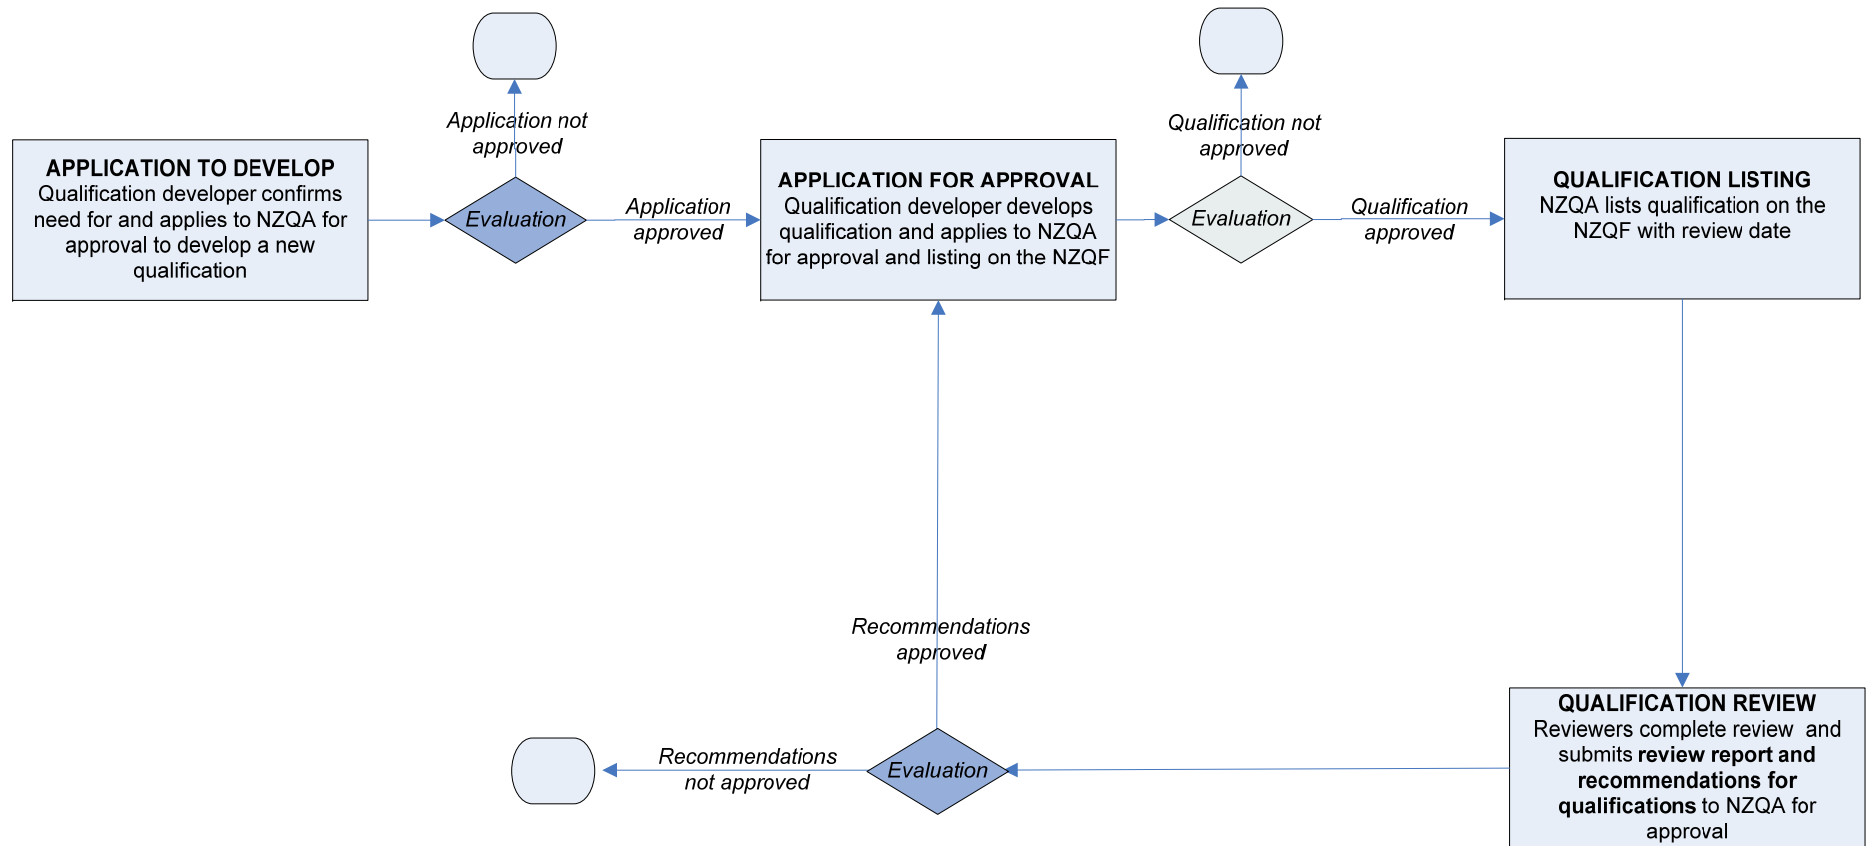 APPLICATION TO DEVELOP
Qualification developer confirms
need for and applies to NZQA for
approval to develop a new
qualification
Application not
approved
Evaluation
Application
approved
APPLICATION FOR APPROVAL
Qualification developer develops
qualification and applies to NZQA
for approval and listing on the NZQF
Qualification not
approved
Evaluation
Qualification
approved
QUALIFICATION LISTING
NZQA lists qualification on the
NZQF with review date
QUALIFICATION REVIEW
Reviewers complete review and
submits review report and
recommendations for
qualifications to NZQA for
approval
Evaluation
Recommendations
approved
Recommendations
not approved